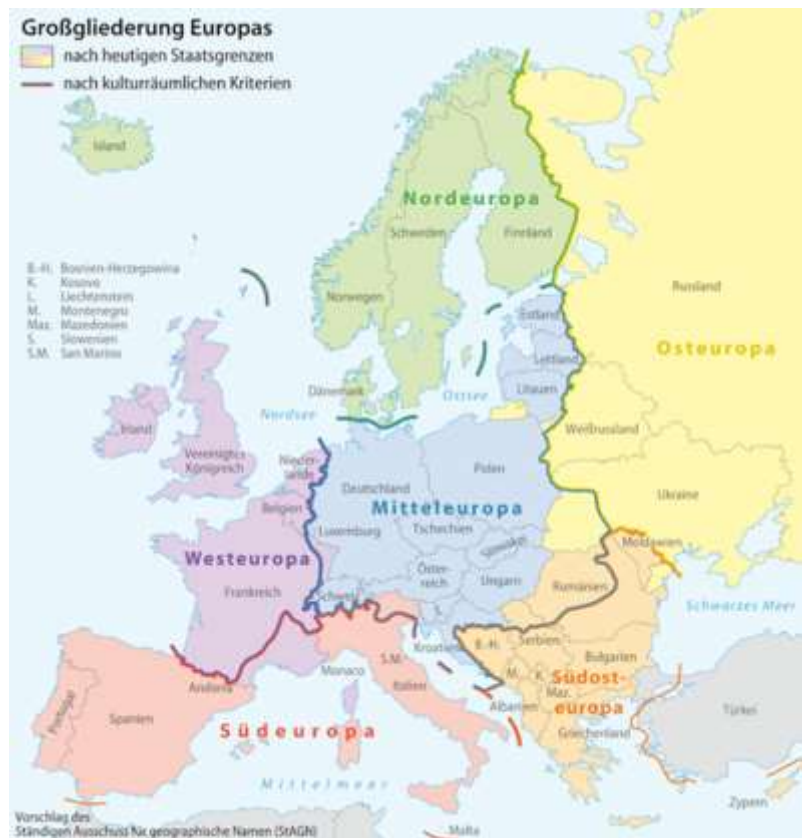 Großgliederung Europas
nach heutigen Staatsgrenzen
nach kulturräumlichen Kriterien
Island
Nordeuropa
Schweden
Finnland
Norwegen
Russland
B.-H. Bosnien-Herzegowina
K. Kosovo
L. Liechtenstein
M. Montenegro
Maz. Mazedonien
S. Slowenien
S.M. San Marino
Estland
Lettland
Litauen
Osteuropa
Dänemark
Ostsee
Nordsee
Irland
Vereinigtes
Königreich
Weißrussland
Nieder-
lande
Belgien
Deutschland
Polen
Ukraine
Mitteleuropa
Luxemburg
Tschechien
Slowakei
Moldawien
Westeuropa
Frankreich
Schweiz
Öster-
reich
Ungarn
Rumänien
S.
Kroatien
B.-H.
Serbien
Schwarzes Meer
Bulgarien
Monaco
S.M.
Italien
M.
K.
Maz.
Andorra
Portugal
Spanien
Südeuropa
Albanien
Südost-
europa
Griechenland
Türkei
Mittelmeer
Zypern
Malta
Vorschlag des
Ständigen Ausschuss für geographische Namen (StAGN)